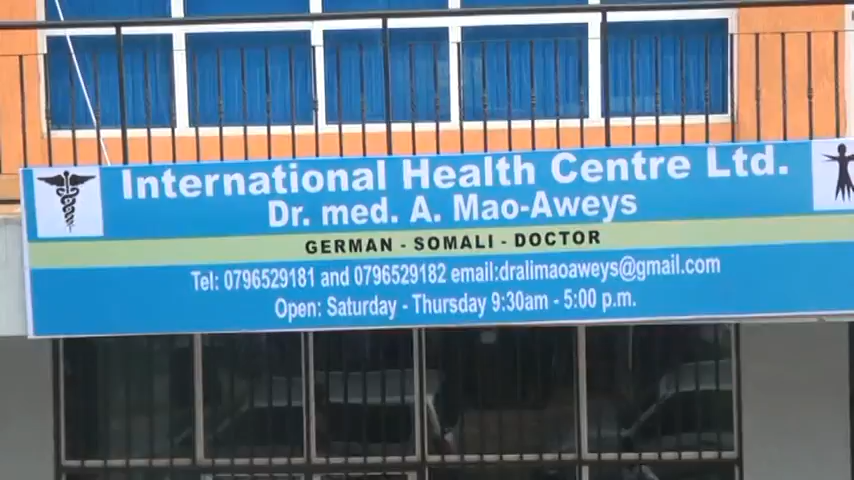 International Health Centre Ltd.
Dr. med. A. Mao-Aweys
GERMAN - SOMALI - DOCTOR
Tel: 0796529181 and 0796529182 email:dralimaoaweys@gmail.com
Open: Saturday - Thursday 9:30am - 5:00 p.m.